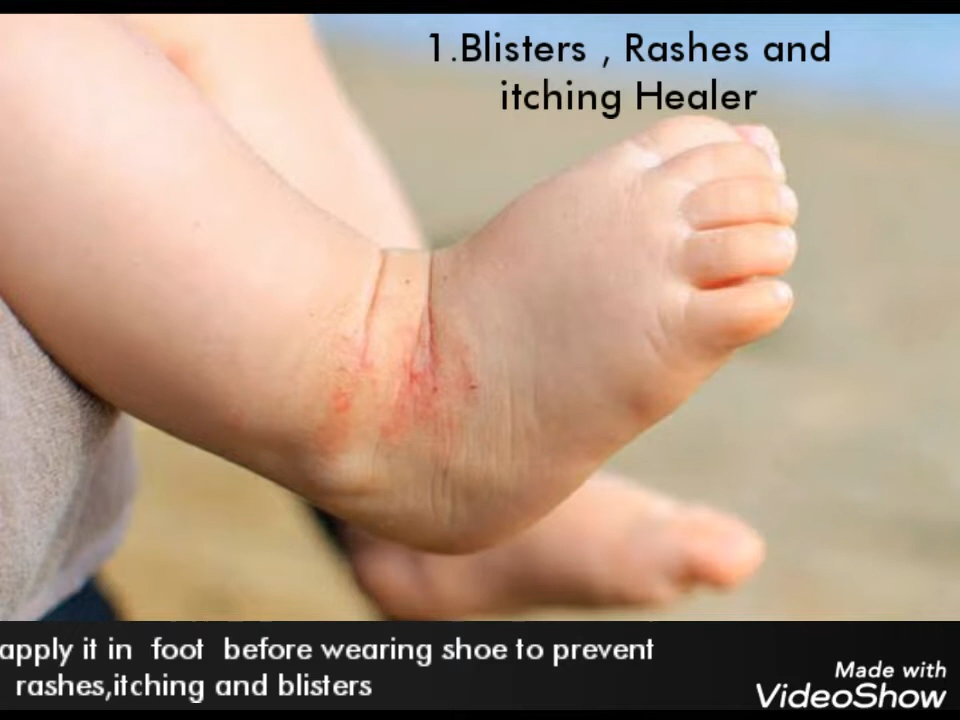 1.Blisters , Rashes and
itching Healer
apply it in foot before wearing shoe to prevent
rashes,itching and blisters
Made with
VideoShow